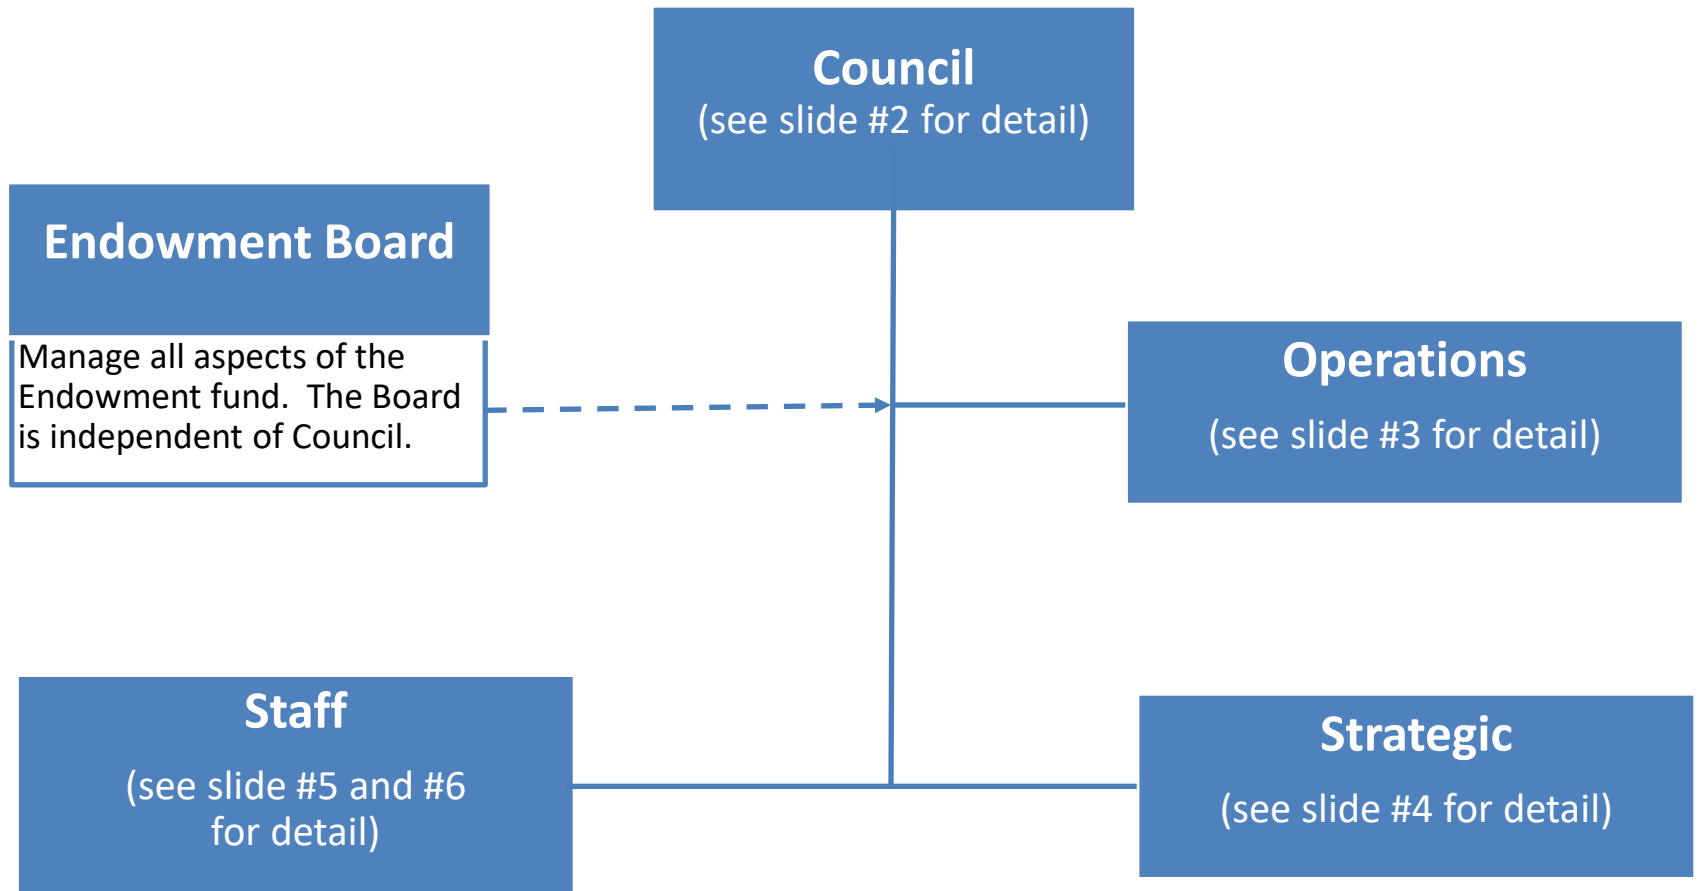 Council
(see slide #2 for detail)
Endowment Board
Manage all aspects of the
Endowment fund.  The Board
is independent of Council.
Operations
(see slide #3 for detail)
Staff
(see slide #5 and #6
for detail)
Strategic
(see slide #4 for detail)